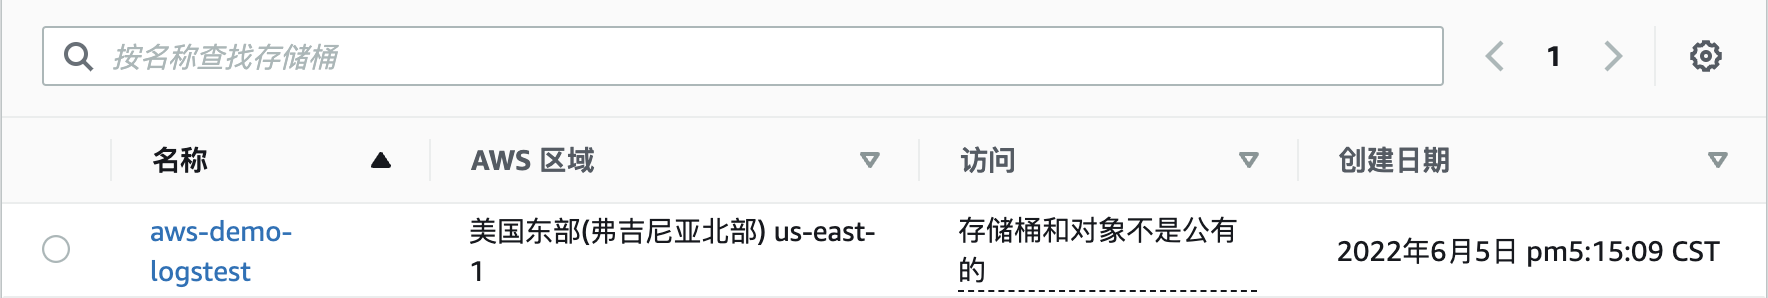 按名称查找存储桶
1
名称 AWS 区域 访问 创建日期
aws-demo-
logstest
美国东部(弗吉尼亚北部) us-east-
1
存储桶和对象不是公有
的
2022年6月5日 pm5:15:09 CST